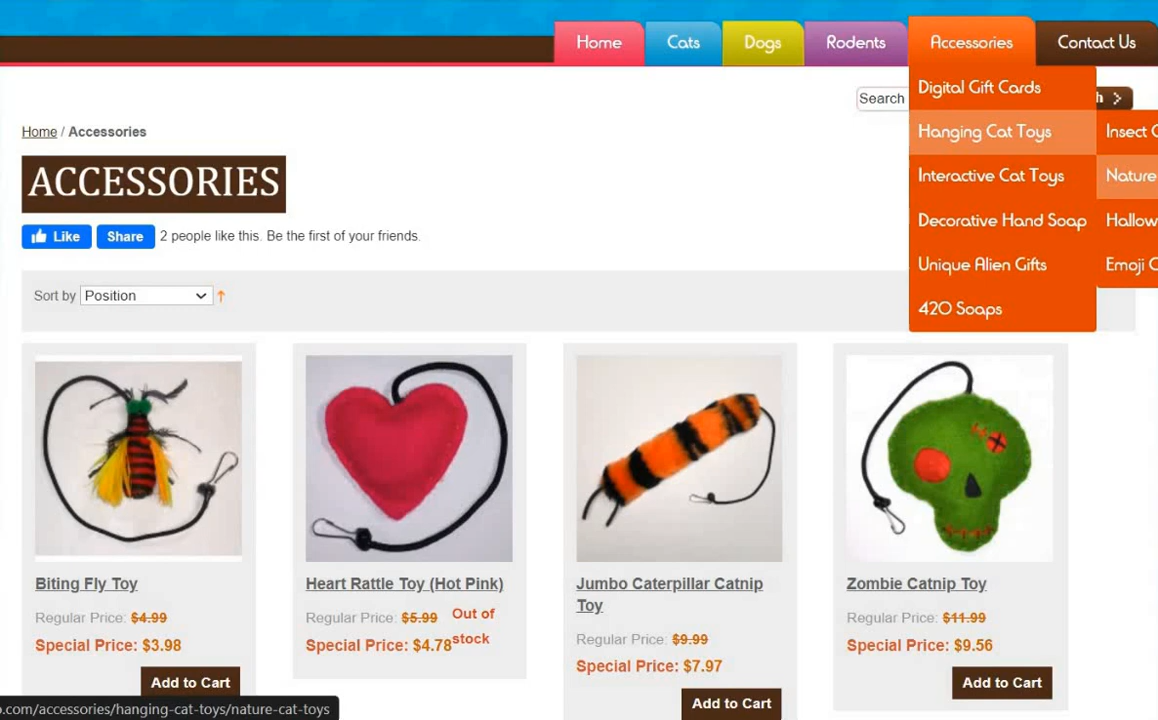 Home
Cats
Dogs
Rodents
Accessories
Contact Us
Digital Gift Cards
Search
Hanging Cat Toys
Insect
Home / Accessories
Interactive Cat Toys
Nature
ACCESSORIES
Decorative Hand Soap
Like
Share
2 people like this. Be the first of your friends.
Unique Alien Gifts
Emoji
Sort by Position
420 Soaps
Biting Fly Toy
Regular Price: $4.99
Special Price: $3.98
Add to Cart
Heart Rattle Toy (Hot Pink)
Regular Price: $5.99
Special Price: $4.78
Out of
stock
Jumbo Caterpillar Catnip
Toy
Regular Price: $9.99
Special Price: $7.97
Add to Cart
Zombie Catnip Toy
Regular Price: $11.99
Special Price: $9.56
Add to Cart
o.com/accessories/hanging-cat-toys/nature-cat-toys